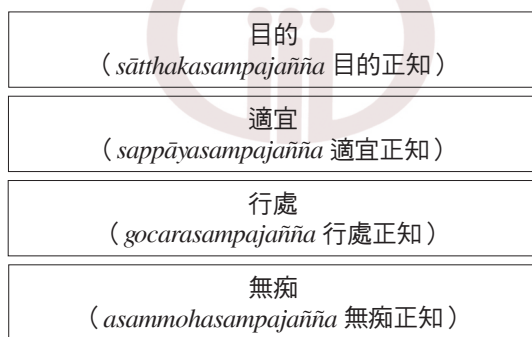 目的
（sātthakasampajañña 目的正知）
適宜
（sappāyasampajañña 適宜正知）
行處
（gocarasampajañña 行處正知）
無痴
（asammohasampajañña 無痴正知）